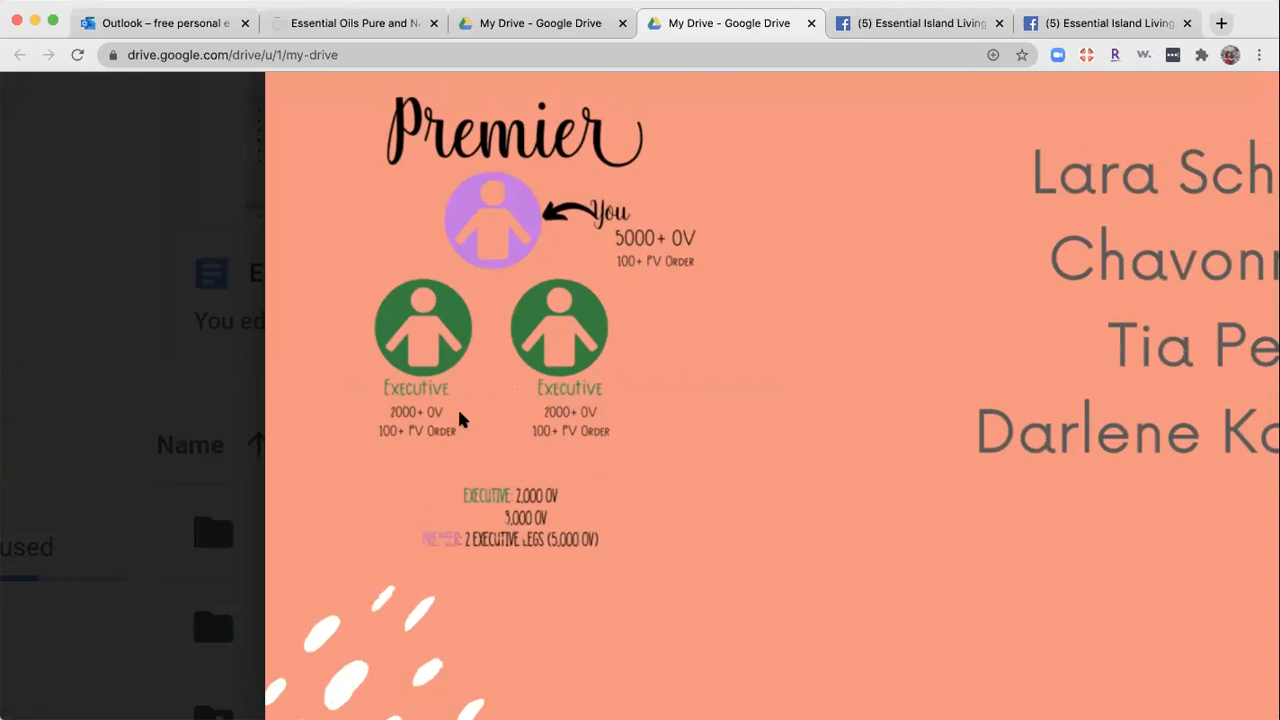 Outlook – free personal e
Essential Oils Pure and Na
My Drive - Google Drive
My Drive - Google Drive
(5) Essential Island Living
(5) Essential Island Living
drive.google.com/drive/u/1/my-drive
Premier
You
5000+ OV
100+ PV Order
Executive
2000+ OV
100+ PV Order
Executive
2000+ OV
100+ PV Order
EXECUTIVE: 2,000 OV
3,000 OV
PREMIER: 2 EXECUTIVE LEGS (5,000 OV)
Lara Sch
Chavonn
Tia Pe
Darlene Ka
E
You ed
Name
used